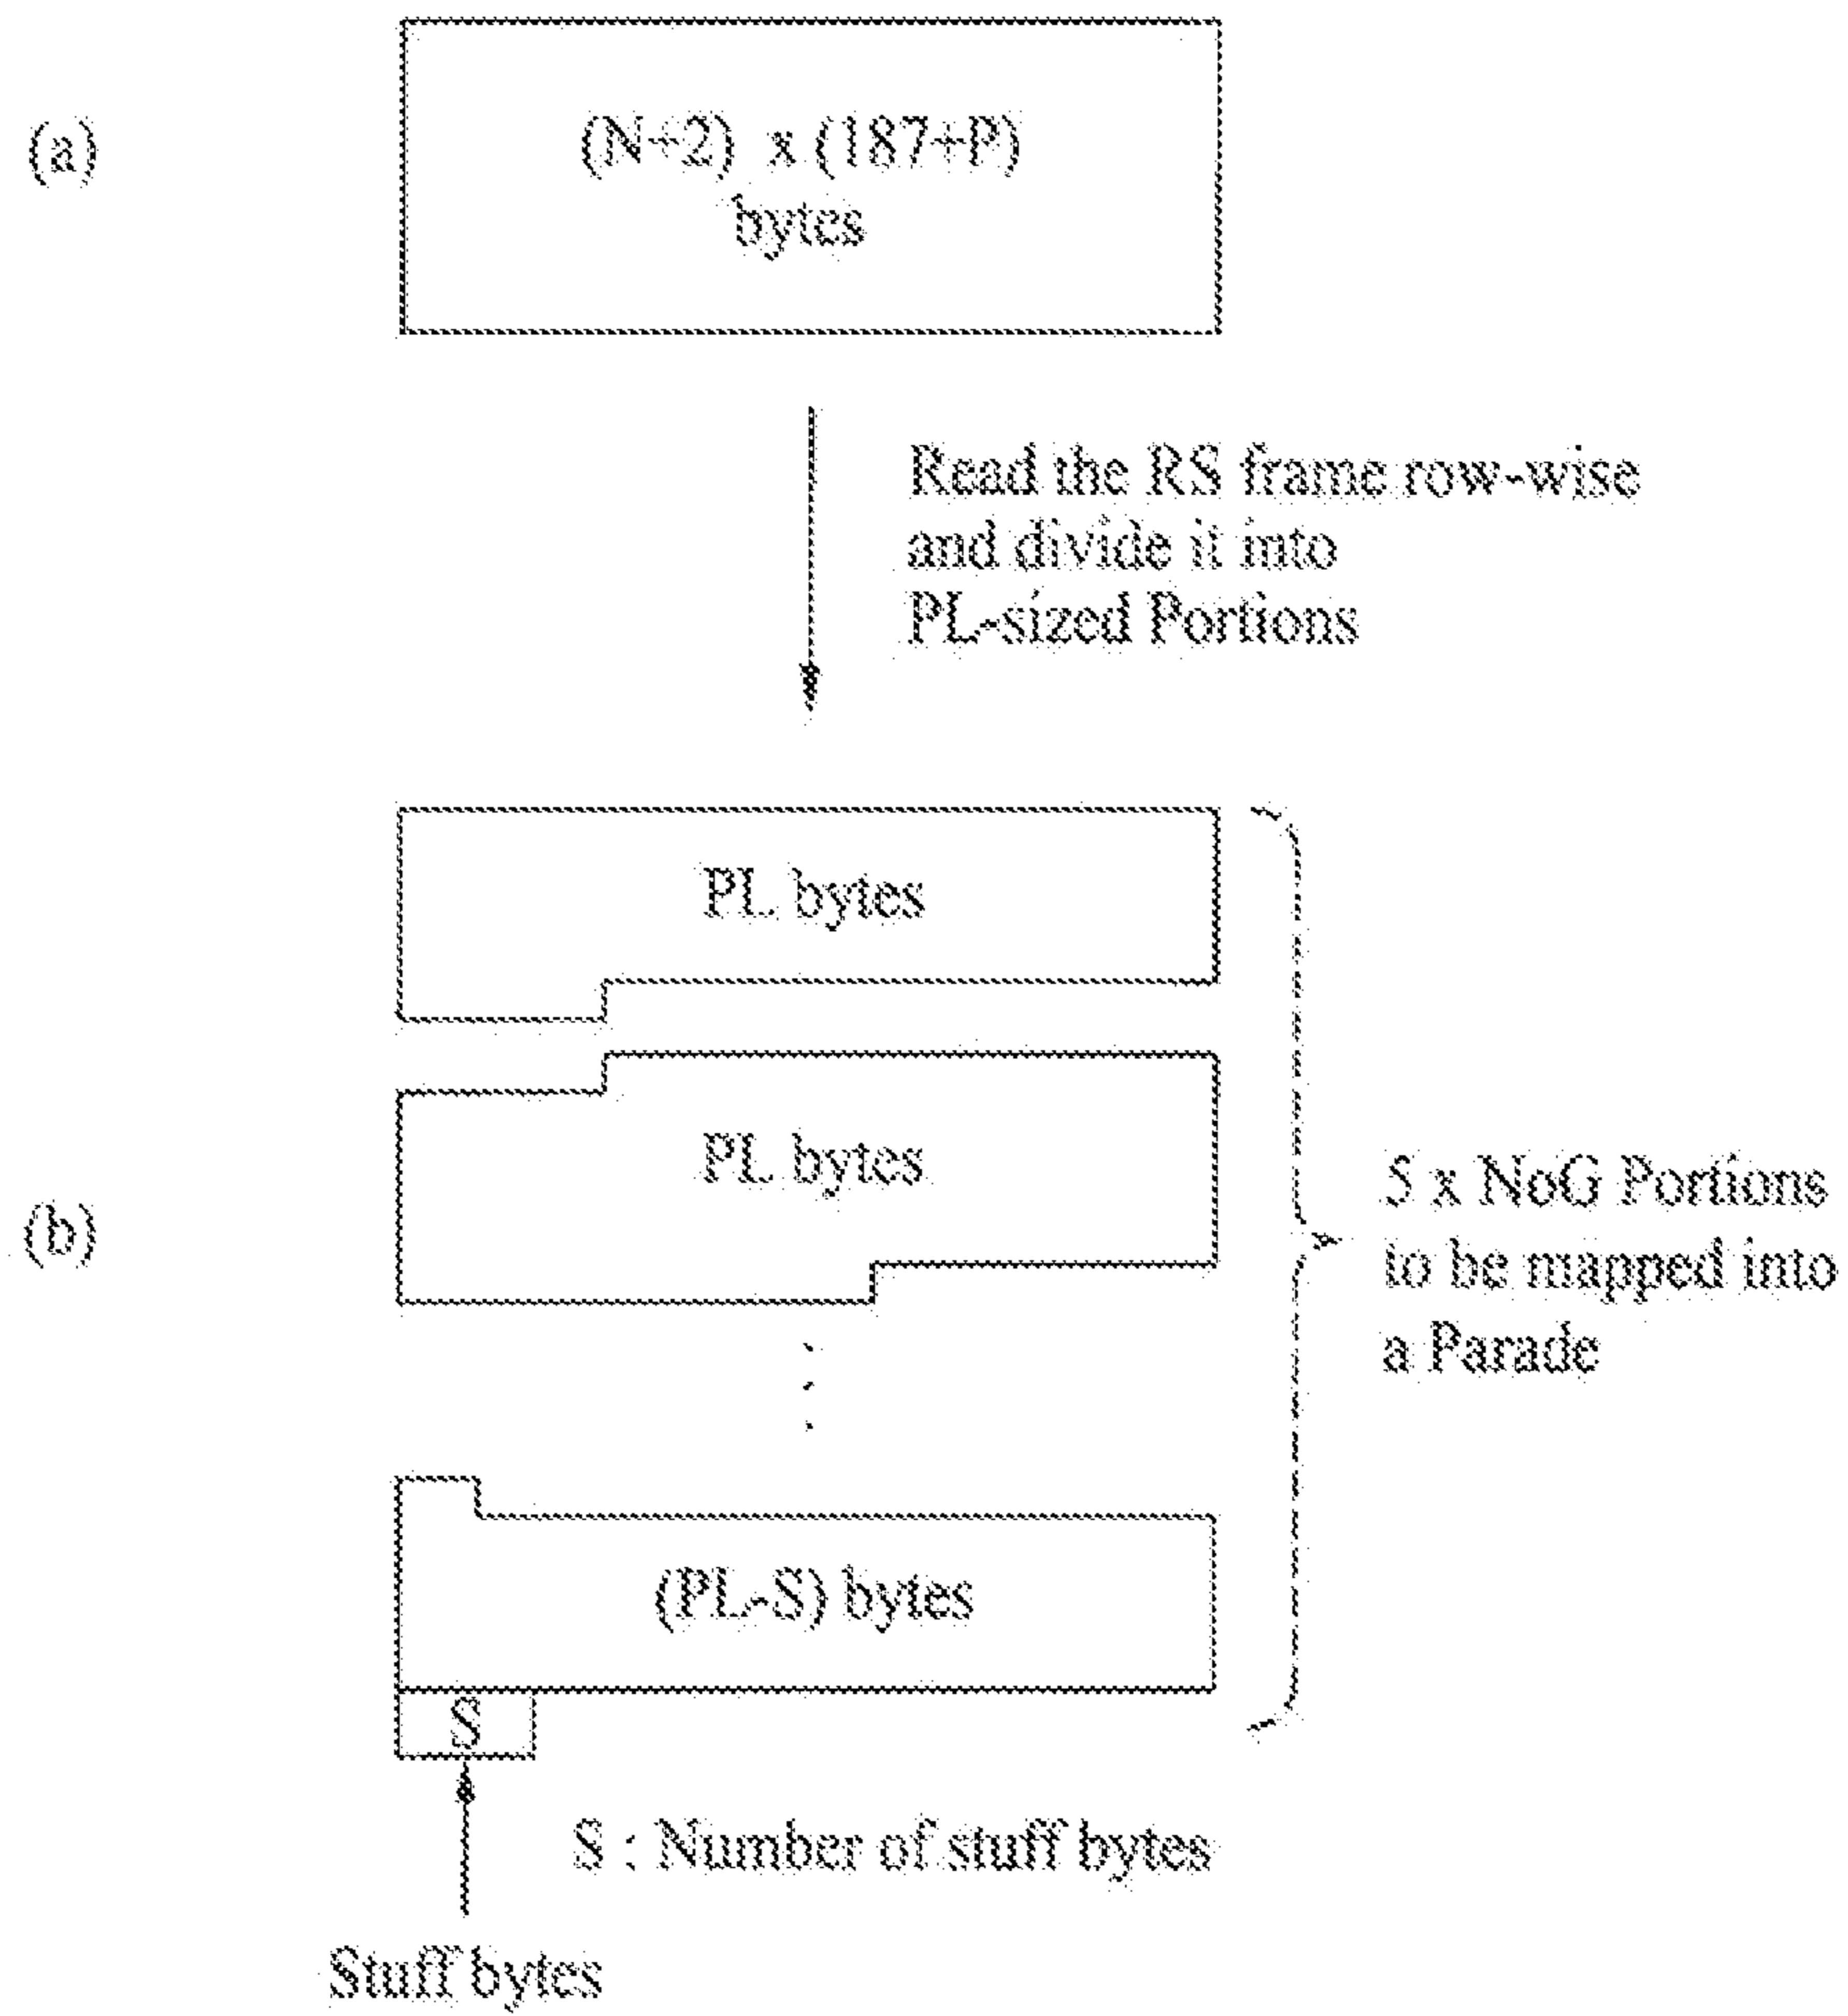 (a)
(N+2) x (187+P)
bytes
Read the RS frame row-wise
and divide it into
PL-sized Portions
PL bytes
PL bytes
(b)
5 x NoG Portions
to be mapped into
a Parade
(PL-S) bytes
S
S : Number of stuff bytes
Stuff bytes